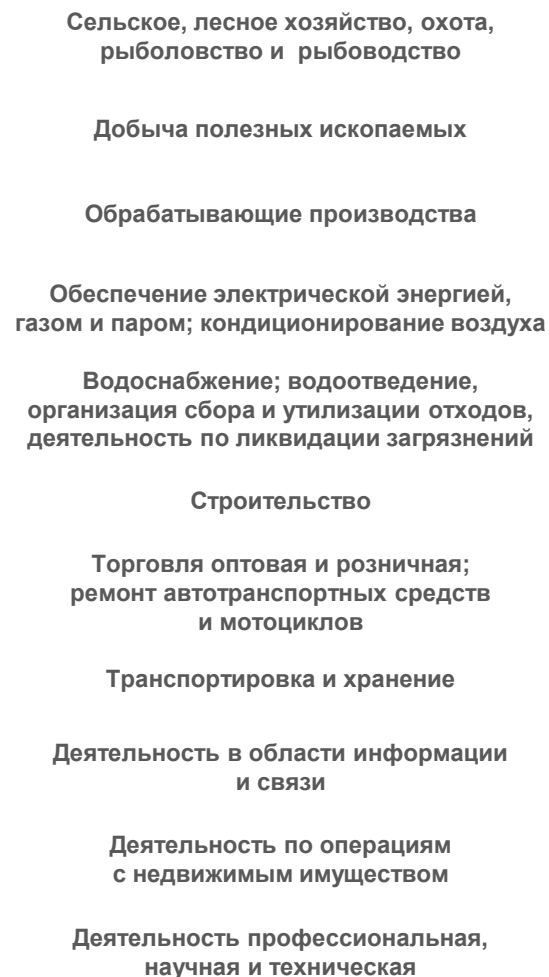 Сельское, лесное хозяйство, охота,
рыболовство и рыбоводство
Добыча полезных ископаемых
Обрабатывающие производства
Обеспечение электрической энергией,
газом и паром; кондиционирование воздуха
Водоснабжение; водоотведение,
организация сбора и утилизации отходов,
деятельность по ликвидации загрязнений
Строительство
Торговля оптовая и розничная;
ремонт автотранспортных средств
и мотоциклов
Транспортировка и хранение
Деятельность в области информации
и связи
Деятельность по операциям
с недвижимым имуществом
Деятельность профессиональная,
научная и техническая